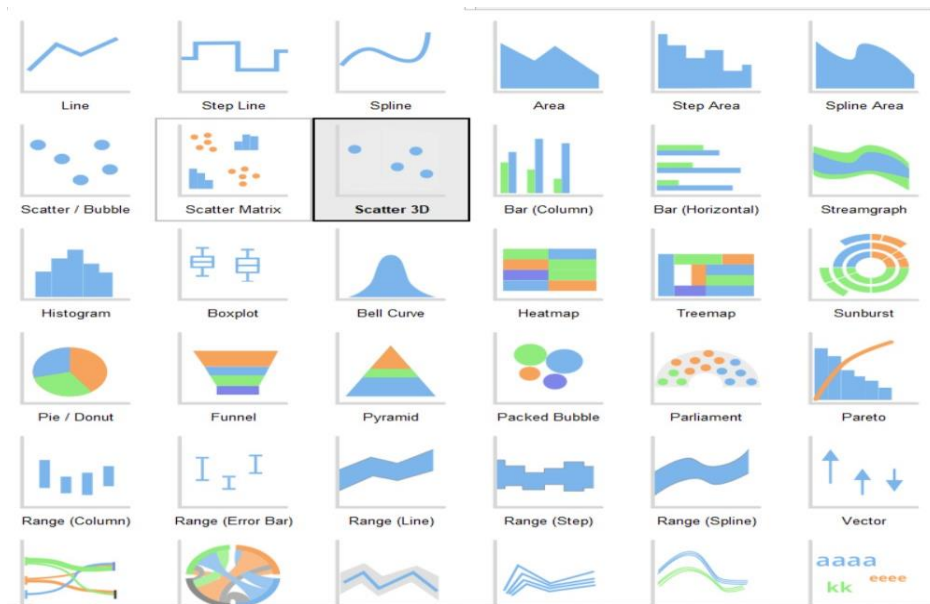 Line Step Line Spline Area Step Area Spline Area
Scatter / Bubble Scatter Matrix Scatter 3D Bar (Column) Bar (Horizontal) Streamgraph
Histogram Boxplot Bell Curve Heatmap Treemap Sunburst
Pie / Donut Funnel Pyramid Packed Bubble Parliament Pareto
Range (Column) Range (Error Bar) Range (Line) Range (Step) Range (Spline) Vector
aaaa
eeee
kk